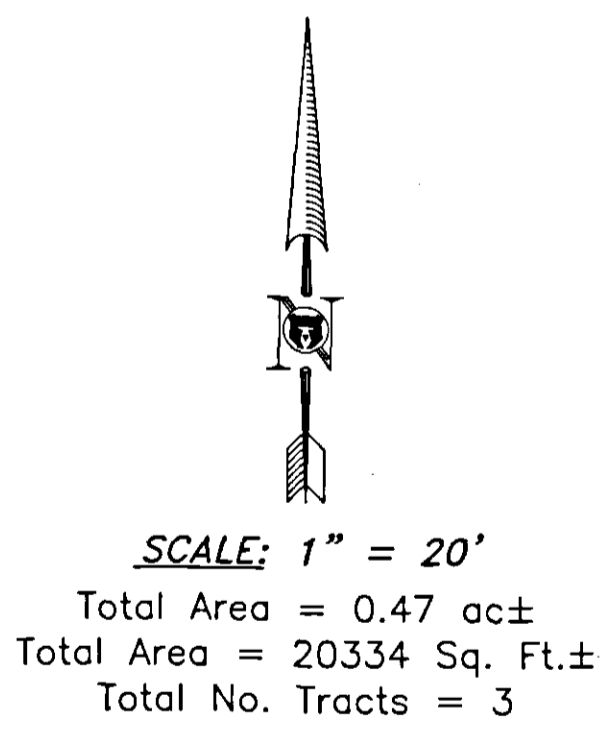 N
SCALE: 1" = 20'
Total Area = 0.47 ac±
Total Area = 20334 Sq. Ft.±
Total No. Tracts = 3